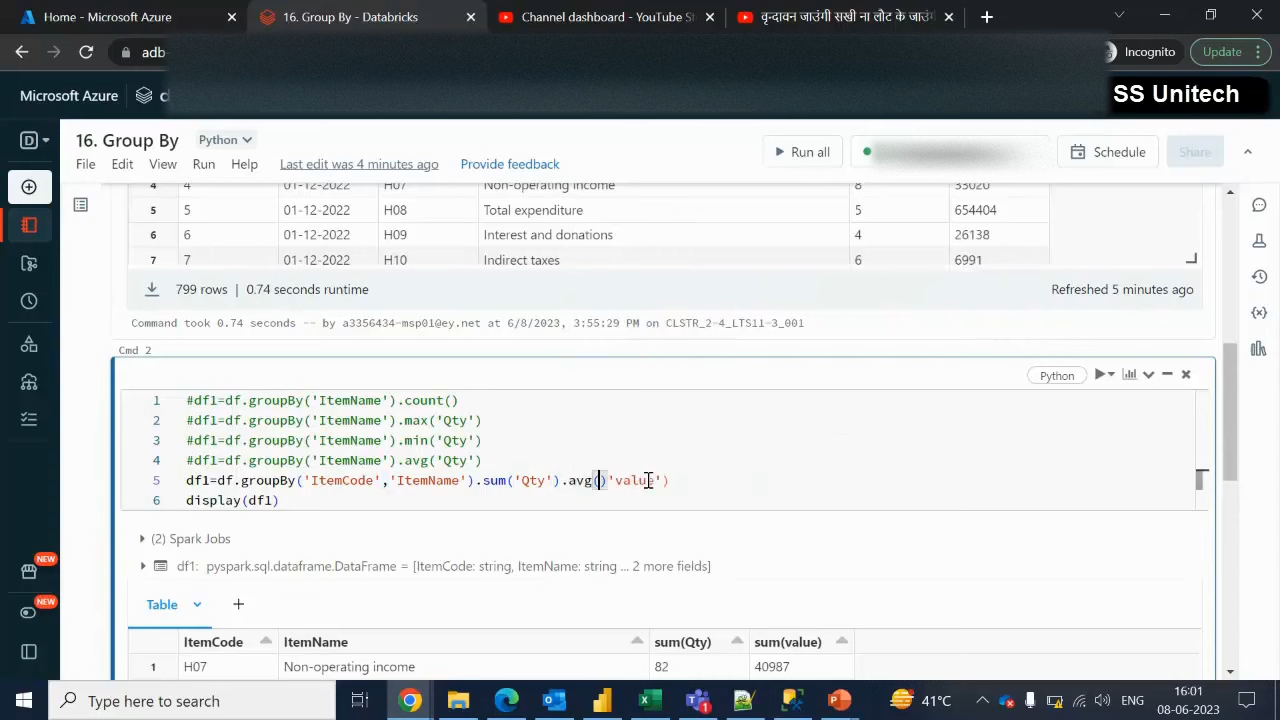 Home - Microsoft Azure
16. Group By - Databricks
Channel dashboard - YouTube St
वृन्दावन जाउंगी सखी ना लौट के जाउंगी
adb-
Incognito
Update
Microsoft Azure
SS Unitech
16. Group By
Python
File Edit View Run Help Last edit was 4 minutes ago Provide feedback
Run all
Schedule
Share
4 4 01-12-2022 H07 Non-operating income 8 33020
5 5 01-12-2022 H08 Total expenditure 5 654404
6 6 01-12-2022 H09 Interest and donations 4 26138
7 7 01-12-2022 H10 Indirect taxes 6 6991
799 rows | 0.74 seconds runtime
Refreshed 5 minutes ago
Command took 0.74 seconds -- by a3356434-msp01@ey.net at 6/8/2023, 3:55:29 PM on CLSTR_2-4_LTS11-3_001
Cmd 2
Python
1 #df1=df.groupBy('ItemName').count()
2 #df1=df.groupBy('ItemName').max('Qty')
3 #df1=df.groupBy('ItemName').min('Qty')
4 #df1=df.groupBy('ItemName').avg('Qty')
5 df1=df.groupBy('ItemCode','ItemName').sum('Qty').avg()'value')
6 display(df1)
(2) Spark Jobs
df1: pyspark.sql.dataframe.DataFrame = [ItemCode: string, ItemName: string ... 2 more fields]
Table
ItemCode ItemName sum(Qty) sum(value)
1 H07 Non-operating income 82 40987
NEW
NEW
Type here to search
41°C
ENG
16:01
08-06-2023